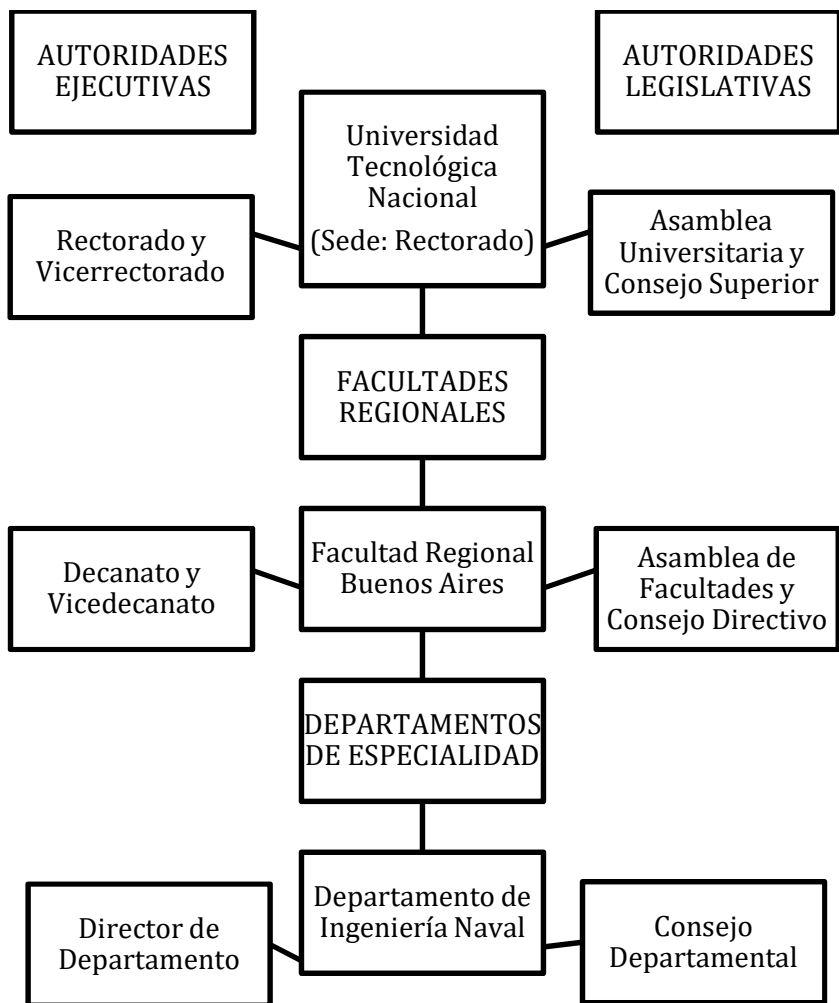 AUTORIDADES
EJECUTIVAS
AUTORIDADES
LEGISLATIVAS
Universidad
Tecnológica
Nacional
(Sede: Rectorado)
Rectorado y
Vicerrectorado
Asamblea
Universitaria y
Consejo Superior
FACULTADES
REGIONALES
Facultad Regional
Buenos Aires
Decanato y
Vicedecanato
Asamblea de
Facultades y
Consejo Directivo
DEPARTAMENTOS
DE ESPECIALIDAD
Departamento de
Ingeniería Naval
Director de
Departamento
Consejo
Departamental